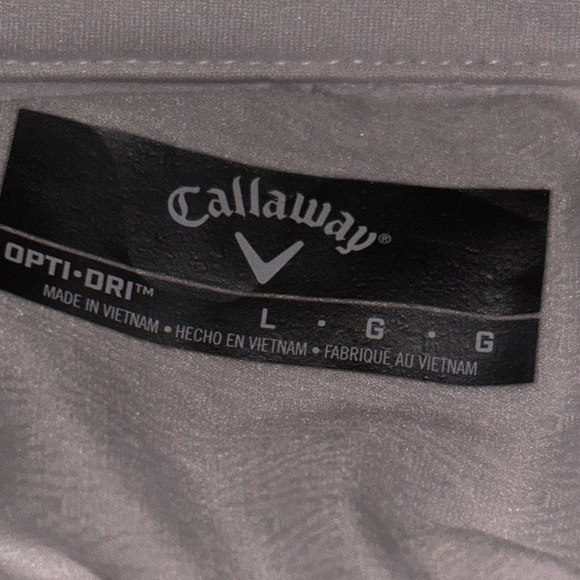 Callaway®
OPTI•DRI™
L • G • G
MADE IN VIETNAM • HECHO EN VIETNAM • FABRIQUÉ AU VIETNAM